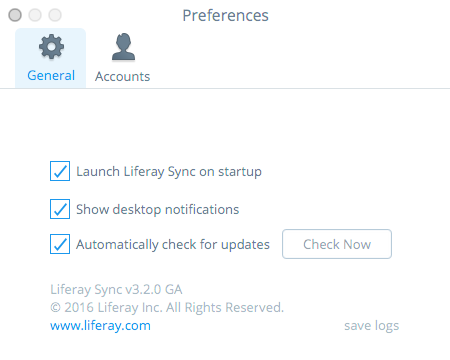 Preferences
General
Accounts
Launch Liferay Sync on startup
Show desktop notifications
Automatically check for updates
Check Now
Liferay Sync v3.2.0 GA
© 2016 Liferay Inc. All Rights Reserved.
www.liferay.com
save logs